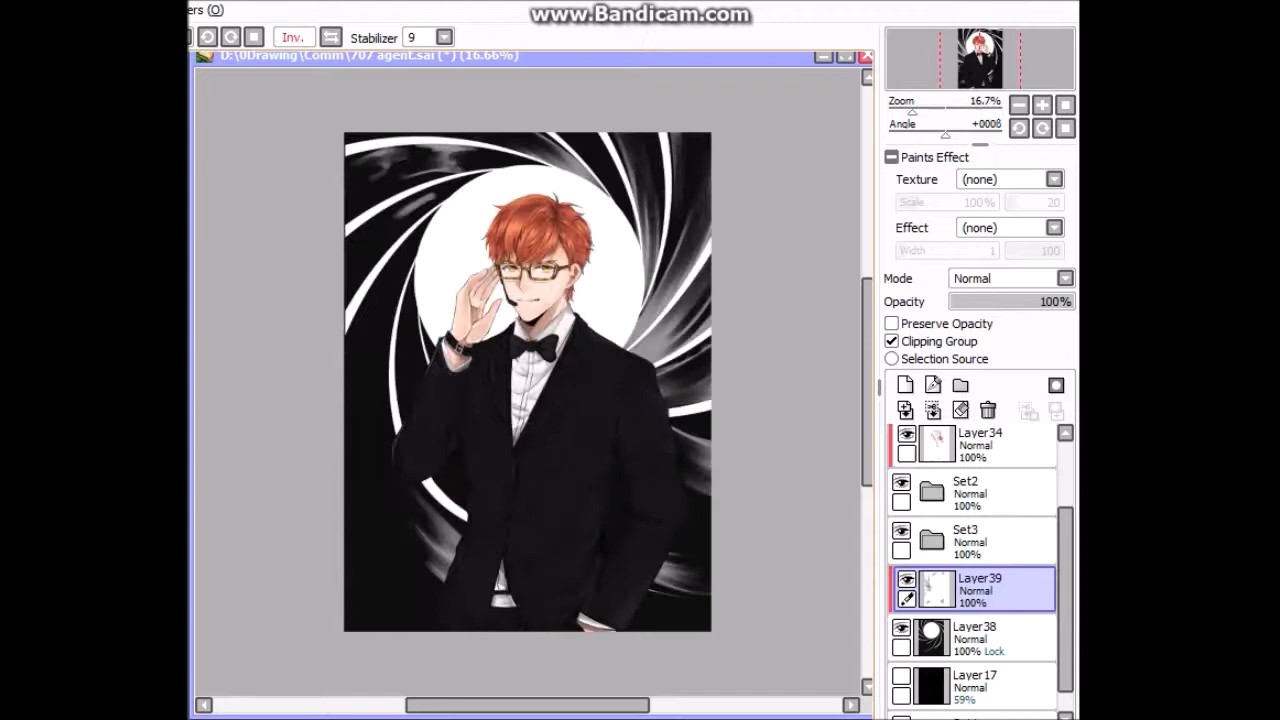 www.Bandicam.com
ers (O)
Inv.
Stabilizer 9
D:\0Drawing\Comm\707 agent.sai (*) (16.66%)
Zoom 16.7%
Angle +0008
Paints Effect
Texture (none)
Scale 100% 20
Effect (none)
Width 1 100
Mode Normal
Opacity 100%
Preserve Opacity
Clipping Group
Selection Source
Layer34
Normal
100%
Set2
Normal
100%
Set3
Normal
100%
Layer39
Normal
100%
Layer38
Normal
100% Lock
Layer17
Normal
59%